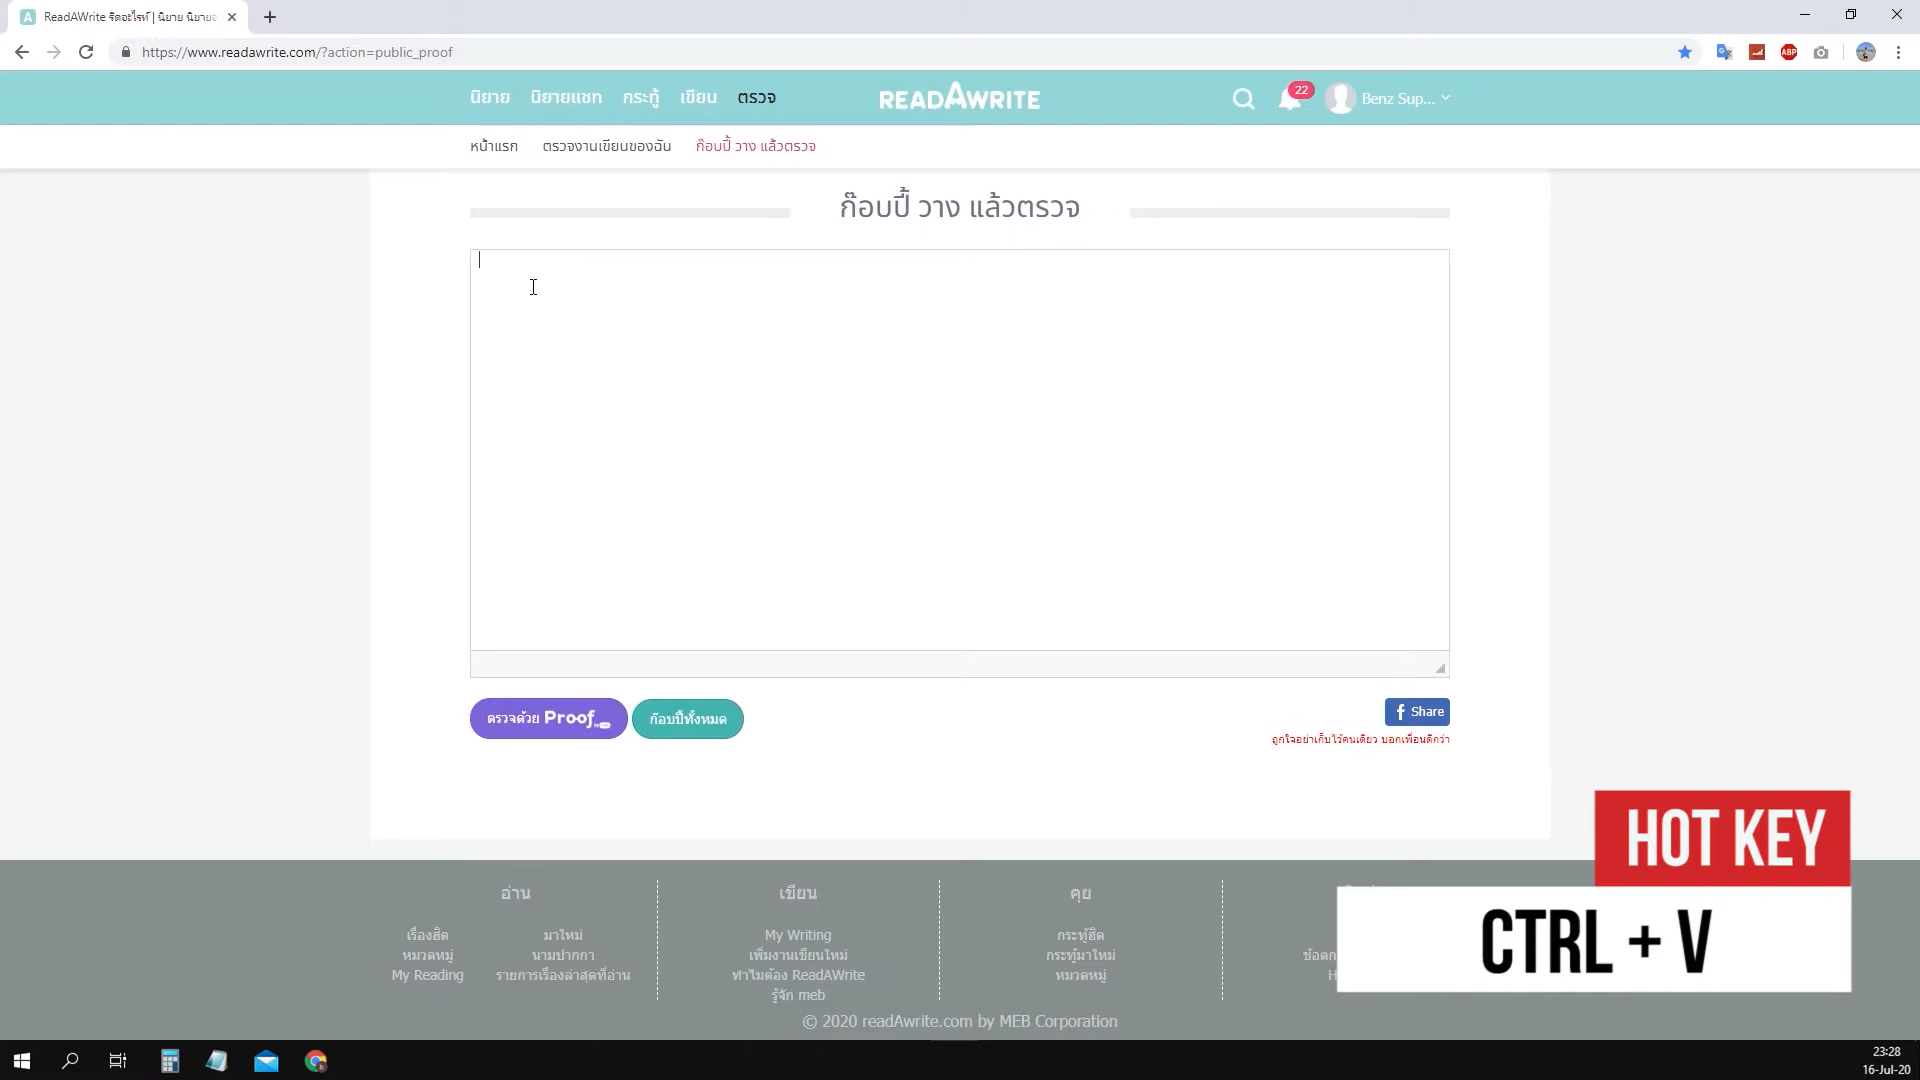 ReadAWrite รีดอะไรท์ | นิยาย นิยายอ
https://www.readawrite.com/?action=public_proof
ABP
นิยาย นิยายแชท กระทู้ เขียน ตรวจ READAWRITE 22 Benz Sup...
หน้าแรก ตรวจงานเขียนของฉัน ก๊อบปี้ วาง แล้วตรวจ
ก๊อบปี้ วาง แล้วตรวจ
ตรวจด้วย Proof ก๊อบปี้ทั้งหมด Share
ถูกใจอย่าเก็บไว้คนเดียว บอกเพื่อนดีกว่า
HOT KEY
CTRL + V
อ่าน เขียน คุย
เรื่องฮิต มาใหม่ My Writing กระทู้ฮิต
หมวดหมู่ นามปากกา เพิ่มงานเขียนใหม่ กระทู้มาใหม่
My Reading รายการเรื่องล่าสุดที่อ่าน ทำไมต้อง ReadAWrite หมวดหมู่
รู้จัก meb
© 2020 readAwrite.com by MEB Corporation
23:28
16-Jul-20